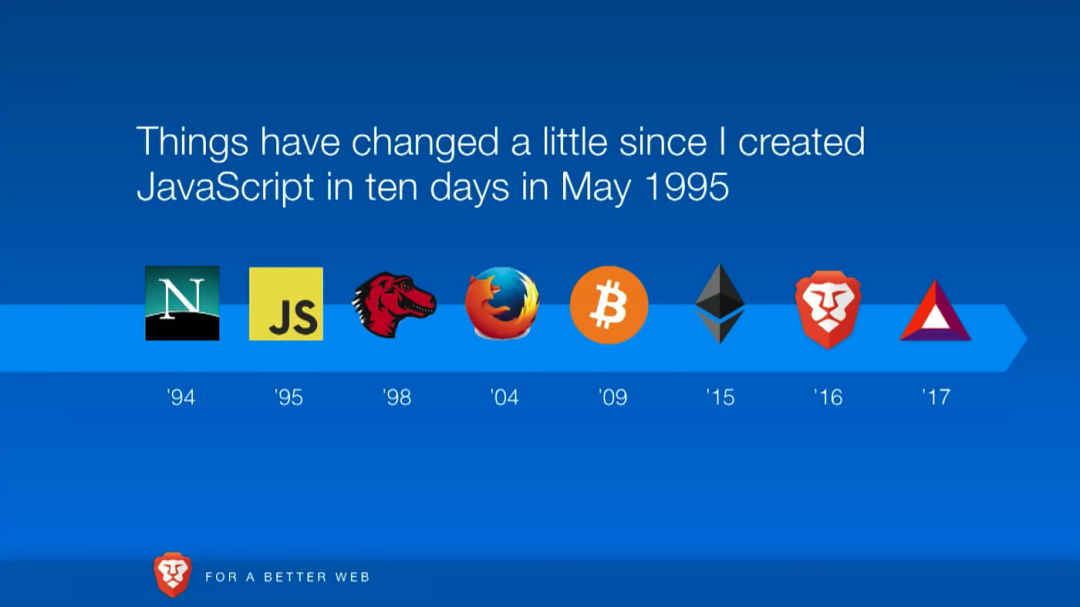 Things have changed a little since I created
JavaScript in ten days in May 1995
N JS B
'94 '95 '98 '04 '09 '15 '16 '17
FOR A BETTER WEB